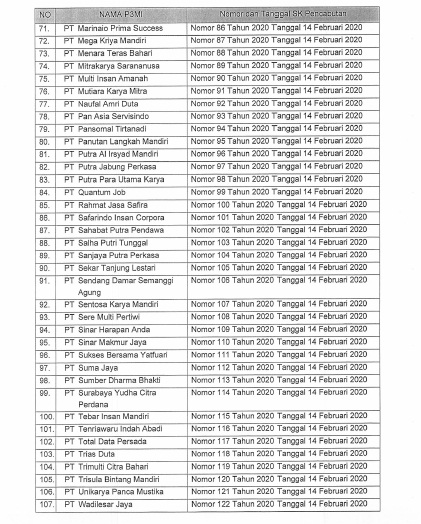 NO NAMA P3MI Nomor dan Tanggal SK Pencabutan
71. PT Marinaio Prima Success Nomor 86 Tahun 2020 Tanggal 14 Februari 2020
72. PT Mega Kriya Mandiri Nomor 87 Tahun 2020 Tanggal 14 Februari 2020
73. PT Menara Teras Bahari Nomor 88 Tahun 2020 Tanggal 14 Februari 2020
74. PT Mitrakarya Sarananusa Nomor 89 Tahun 2020 Tanggal 14 Februari 2020
75. PT Multi Insan Amanah Nomor 90 Tahun 2020 Tanggal 14 Februari 2020
76. PT Mutiara Karya Mitra Nomor 91 Tahun 2020 Tanggal 14 Februari 2020
77. PT Naufal Amri Duta Nomor 92 Tahun 2020 Tanggal 14 Februari 2020
78. PT Pan Asia Servisindo Nomor 93 Tahun 2020 Tanggal 14 Februari 2020
79. PT Pansomal Tirtanadi Nomor 94 Tahun 2020 Tanggal 14 Februari 2020
80. PT Panutan Langkah Mandiri Nomor 95 Tahun 2020 Tanggal 14 Februari 2020
81. PT Putra Al Irsyad Mandiri Nomor 96 Tahun 2020 Tanggal 14 Februari 2020
82. PT Putra Jabung Perkasa Nomor 97 Tahun 2020 Tanggal 14 Februari 2020
83. PT Putra Para Utama Karya Nomor 98 Tahun 2020 Tanggal 14 Februari 2020
84. PT Quantum Job Nomor 99 Tahun 2020 Tanggal 14 Februari 2020
85. PT Rahmat Jasa Safira Nomor 100 Tahun 2020 Tanggal 14 Februari 2020
86. PT Safarindo Insan Corpora Nomor 101 Tahun 2020 Tanggal 14 Februari 2020
87. PT Sahabat Putra Pendawa Nomor 102 Tahun 2020 Tanggal 14 Februari 2020
88. PT Salha Putri Tunggal Nomor 103 Tahun 2020 Tanggal 14 Februari 2020
89. PT Sanjaya Putra Perkasa Nomor 104 Tahun 2020 Tanggal 14 Februari 2020
90. PT Sekar Tanjung Lestari Nomor 105 Tahun 2020 Tanggal 14 Februari 2020
91. PT Sendang Damar Semanggi Nomor 106 Tahun 2020 Tanggal 14 Februari 2020
Agung
92. PT Sentosa Karya Mandiri Nomor 107 Tahun 2020 Tanggal 14 Februari 2020
93. PT Sere Multi Pertiwi Nomor 108 Tahun 2020 Tanggal 14 Februari 2020
94. PT Sinar Harapan Anda Nomor 109 Tahun 2020 Tanggal 14 Februari 2020
95. PT Sinar Makmur Jaya Nomor 110 Tahun 2020 Tanggal 14 Februari 2020
96. PT Sukses Bersama Yatfuari Nomor 111 Tahun 2020 Tanggal 14 Februari 2020
97. PT Suma Jaya Nomor 112 Tahun 2020 Tanggal 14 Februari 2020
98. PT Sumber Dharma Bhakti Nomor 113 Tahun 2020 Tanggal 14 Februari 2020
99. PT Surabaya Yudha Citra Nomor 114 Tahun 2020 Tanggal 14 Februari 2020
Perdana
100. PT Tebar Insan Mandiri Nomor 115 Tahun 2020 Tanggal 14 Februari 2020
101. PT Tenriawaru Indah Abadi Nomor 116 Tahun 2020 Tanggal 14 Februari 2020
102. PT Total Data Persada Nomor 117 Tahun 2020 Tanggal 14 Februari 2020
103. PT Trias Duta Nomor 118 Tahun 2020 Tanggal 14 Februari 2020
104. PT Trimulti Citra Bahari Nomor 119 Tahun 2020 Tanggal 14 Februari 2020
105. PT Trisula Bintang Mandiri Nomor 120 Tahun 2020 Tanggal 14 Februari 2020
106. PT Unikarya Panca Mustika Nomor 121 Tahun 2020 Tanggal 14 Februari 2020
107. PT Wadilesar Jaya Nomor 122 Tahun 2020 Tanggal 14 Februari 2020